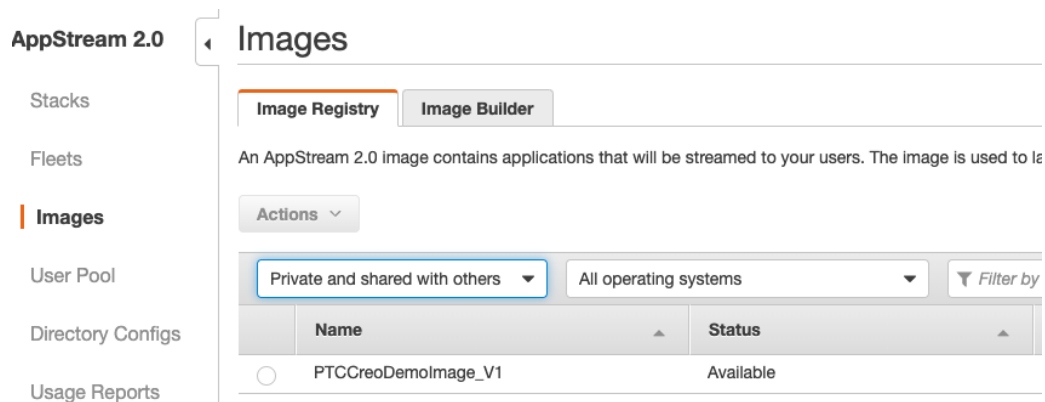 AppStream 2.0
Stacks
Fleets
Images
User Pool
Directory Configs
Usage Reports
Images
Image Registry
Image Builder
An AppStream 2.0 image contains applications that will be streamed to your users. The image is used to la
Actions
Private and shared with others
All operating systems
Filter by
Name
Status
PTCCreoDemoImage_V1
Available